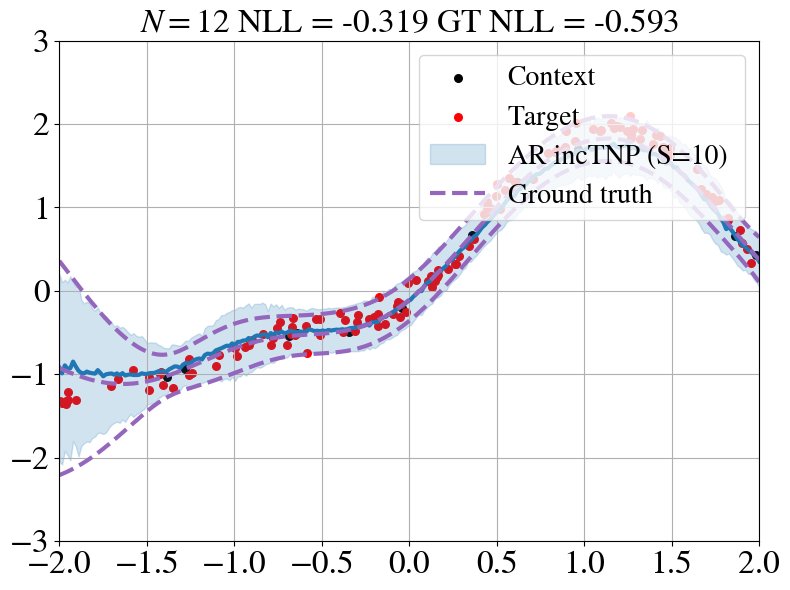 N = 12 NLL = -0.319 GT NLL = -0.593
3
2
1
0
−1
−2
−3
Context
Target
AR incTNP (S=10)
Ground truth
−2.0 −1.5 −1.0 −0.5 0.0 0.5 1.0 1.5 2.0